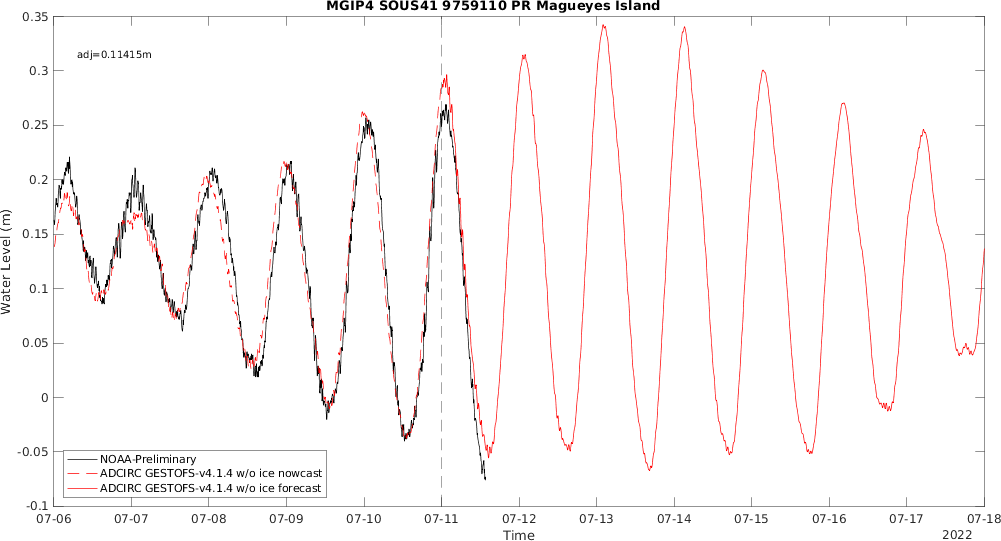 MGIP4 SOUS41 9759110 PR Magueyes Island
adj=0.11415m
Water Level (m)
0.35
0.3
0.25
0.2
0.15
0.1
0.05
0
-0.05
-0.1
NOAA-Preliminary
ADCIRC GESTOFS-v4.1.4 w/o ice nowcast
ADCIRC GESTOFS-v4.1.4 w/o ice forecast
07-06 07-07 07-08 07-09 07-10 07-11 07-12 07-13 07-14 07-15 07-16 07-17 07-18
Time
2022